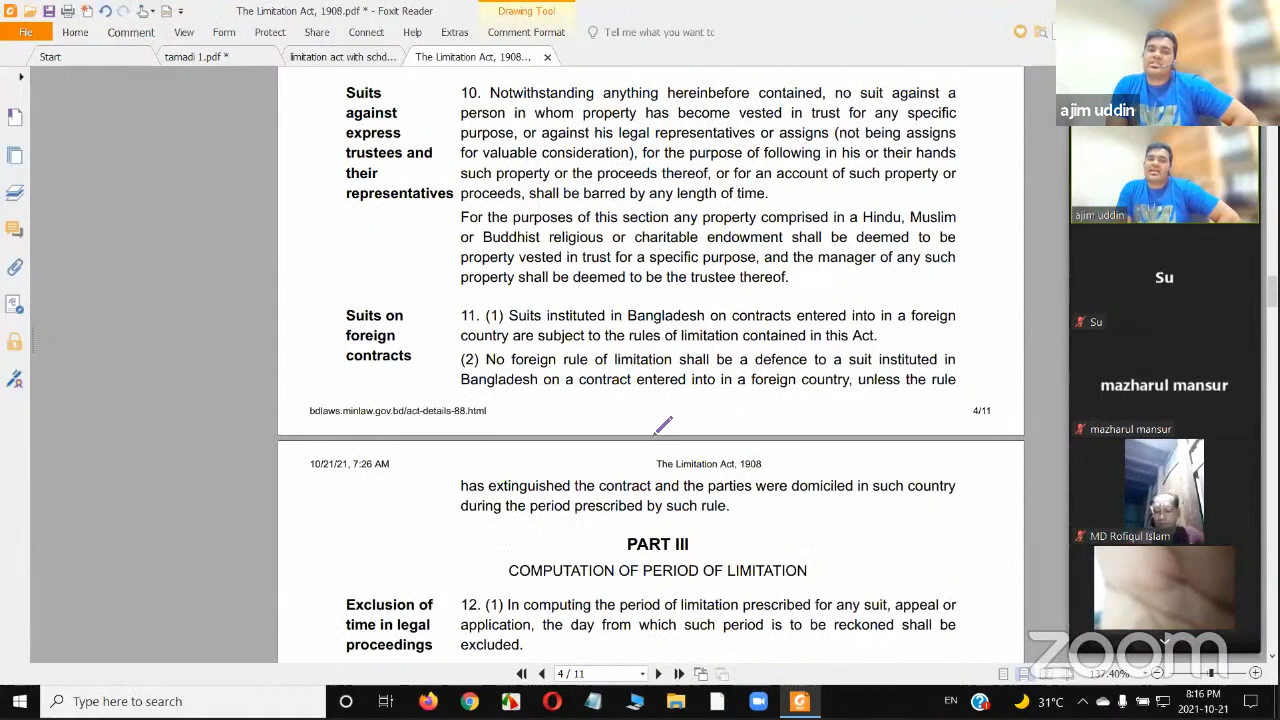 The Limitation Act, 1908.pdf * - Foxit Reader
Drawing Tool
File Home Comment View Form Protect Share Connect Help Extras Comment Format Tell me what you want to
Start tamadi 1.pdf * limitation act with schd... The Limitation Act, 1908...
Suits
against
express
trustees and
their
representatives
10. Notwithstanding anything hereinbefore contained, no suit against a
person in whom property has become vested in trust for any specific
purpose, or against his legal representatives or assigns (not being assigns
for valuable consideration), for the purpose of following in his or their hands
such property or the proceeds thereof, or for an account of such property or
proceeds, shall be barred by any length of time.
For the purposes of this section any property comprised in a Hindu, Muslim
or Buddhist religious or charitable endowment shall be deemed to be
property vested in trust for a specific purpose, and the manager of any such
property shall be deemed to be the trustee thereof.
Suits on
foreign
contracts
11. (1) Suits instituted in Bangladesh on contracts entered into in a foreign
country are subject to the rules of limitation contained in this Act.
(2) No foreign rule of limitation shall be a defence to a suit instituted in
Bangladesh on a contract entered into in a foreign country, unless the rule
bdlaws.minlaw.gov.bd/act-details-88.html 4/11
10/21/21, 7:26 AM The Limitation Act, 1908
has extinguished the contract and the parties were domiciled in such country
during the period prescribed by such rule.
PART III
COMPUTATION OF PERIOD OF LIMITATION
Exclusion of
time in legal
proceedings
12. (1) In computing the period of limitation prescribed for any suit, appeal or
application, the day from which such period is to be reckoned shall be
excluded.
4 / 11
137.40%
ajim uddin
ajim uddin
Su
Su
mazharul mansur
mazharul mansur
MD Rofiqul Islam
zoom
Type here to search
EN
31°C
8:16 PM
2021-10-21